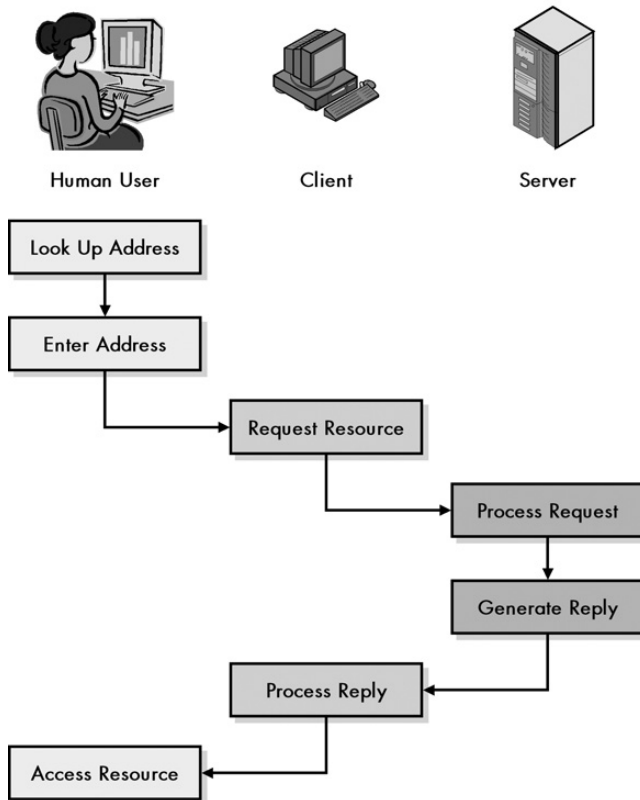 Human User
Client
Server
Look Up Address
Enter Address
Request Resource
Process Request
Generate Reply
Process Reply
Access Resource